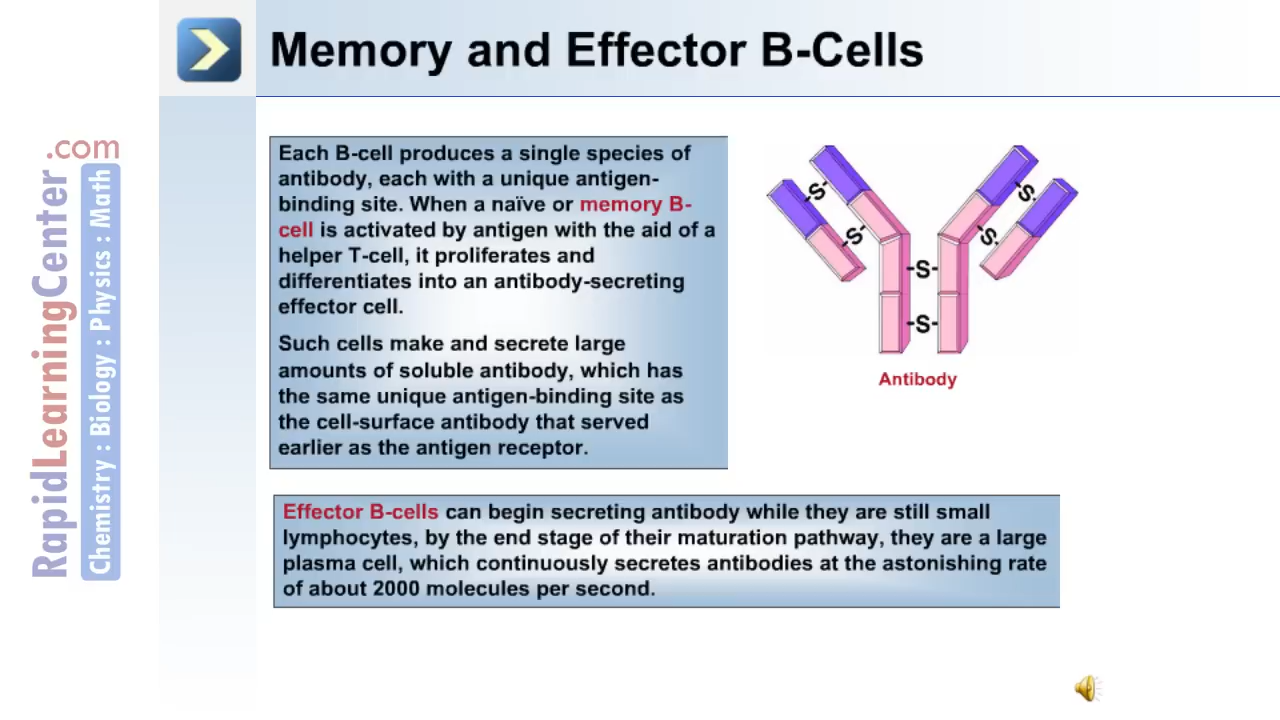 Memory and Effector B-Cells
Each B-cell produces a single species of
antibody, each with a unique antigen-
binding site. When a naïve or memory B-
cell is activated by antigen with the aid of a
helper T-cell, it proliferates and
differentiates into an antibody-secreting
effector cell.
Such cells make and secrete large
amounts of soluble antibody, which has
the same unique antigen-binding site as
the cell-surface antibody that served
earlier as the antigen receptor.
-S-
-S-
-S-
-S-
-S-
-S-
Antibody
Effector B-cells can begin secreting antibody while they are still small
lymphocytes, by the end stage of their maturation pathway, they are a large
plasma cell, which continuously secretes antibodies at the astonishing rate
of about 2000 molecules per second.
RapidLearningCenter.com
Chemistry : Biology : Physics : Math